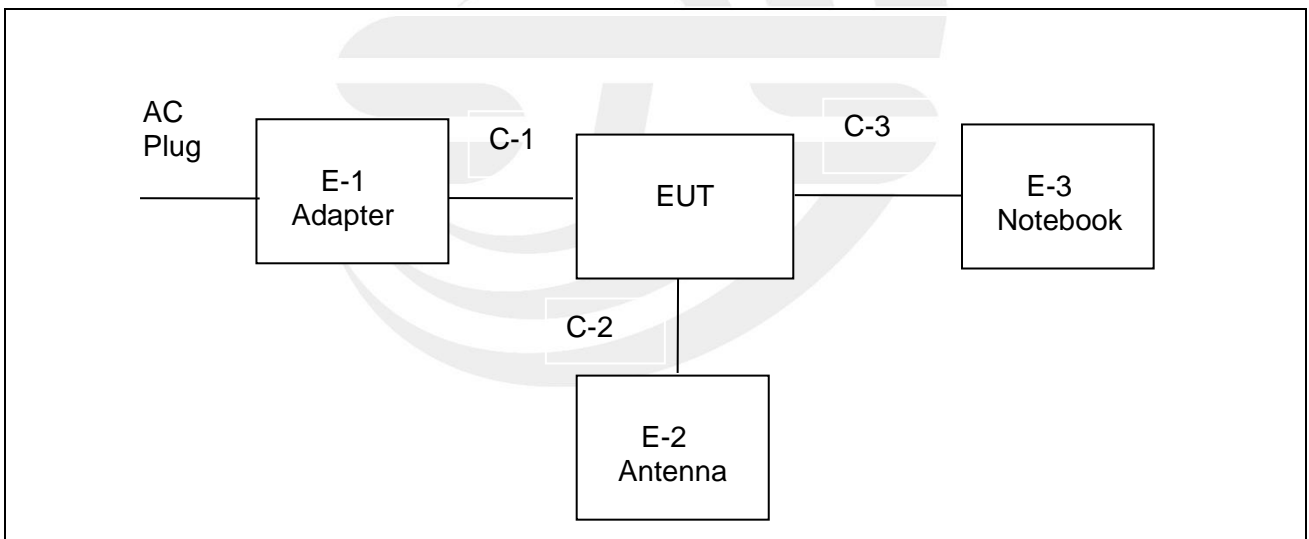 AC
Plug
C-1
C-3
E-1
Adapter
EUT
E-3
Notebook
C-2
E-2
Antenna